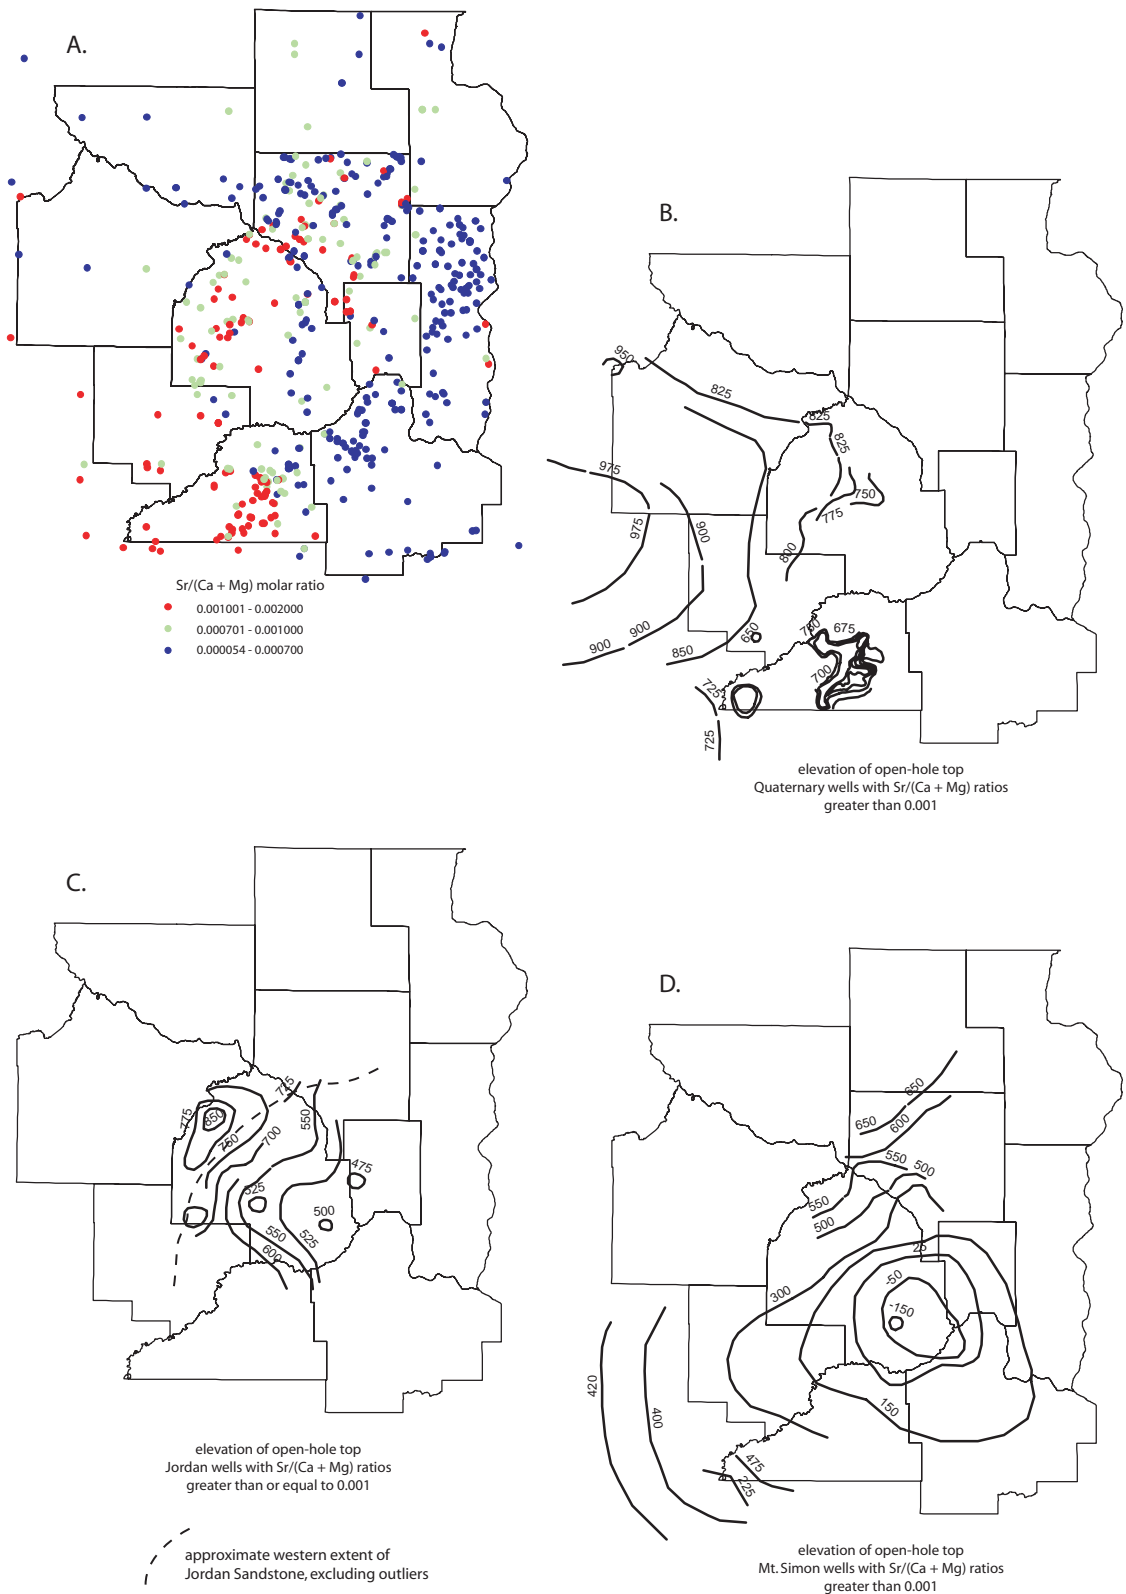 A.
Sr/(Ca + Mg) molar ratio
0.001001 - 0.002000
0.000701 - 0.001000
0.000054 - 0.000700
B.
950
825
825
825
975
750
775
975
900
800
650
900
900
850
700
675
700
725
725
elevation of open-hole top
Quaternary wells with Sr/(Ca + Mg) ratios
greater than 0.001
C.
725
775
850
750
700
550
475
525
500
550
525
600
elevation of open-hole top
Jordan wells with Sr/(Ca + Mg) ratios
greater than or equal to 0.001
approximate western extent of
Jordan Sandstone, excluding outliers
D.
650
650
600
550
500
550
500
25
-50
300
-150
420
400
150
475
225
elevation of open-hole top
Mt. Simon wells with Sr/(Ca + Mg) ratios
greater than 0.001